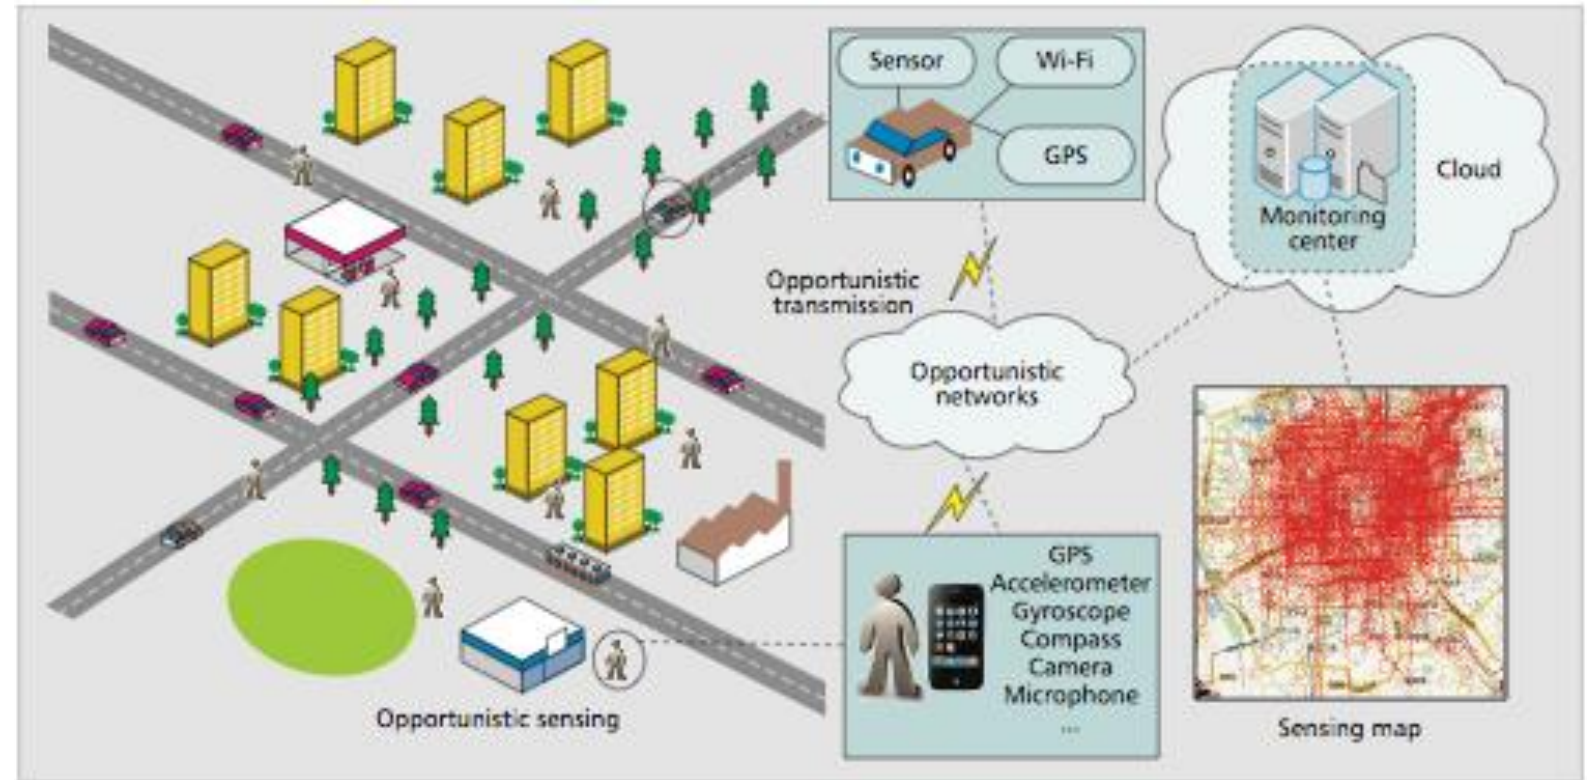 Sensor
Wi-Fi
GPS
Cloud
Monitoring
center
Opportunistic
transmission
Opportunistic
networks
GPS
Accelerometer
Gyroscope
Compass
Camera
Microphone
...
Opportunistic sensing
Sensing map